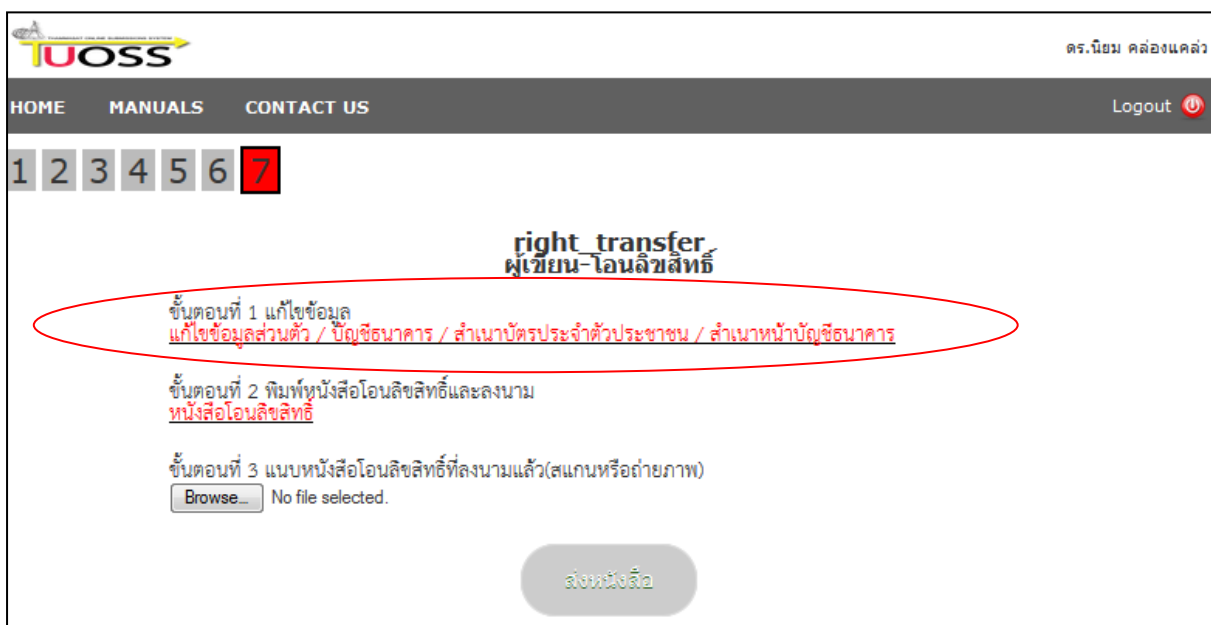 THAMMASAT ONLINE SUBMISSIONS SYSTEM
TUOSS
ดร.นิยม คล่องแคล่ว
HOME MANUALS CONTACT US Logout
1 2 3 4 5 6 7
right_transfer
ผู้เขียน-โอนลิขสิทธิ์
ขั้นตอนที่ 1 แก้ไขข้อมูล
แก้ไขข้อมูลส่วนตัว / บัญชีธนาคาร / สำเนาบัตรประจำตัวประชาชน / สำเนาหน้าบัญชีธนาคาร
ขั้นตอนที่ 2 พิมพ์หนังสือโอนลิขสิทธิ์และลงนาม
หนังสือโอนลิขสิทธิ์
ขั้นตอนที่ 3 แนบหนังสือโอนลิขสิทธิ์ที่ลงนามแล้ว(สแกนหรือถ่ายภาพ)
Browse... No file selected.
ส่งหนังสือ